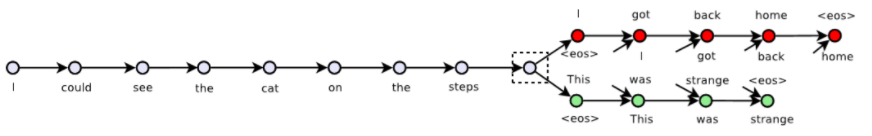 I got back home <eos>
<eos> I got back home
I could see the cat on the steps
This was strange <eos>
<eos> This was strange